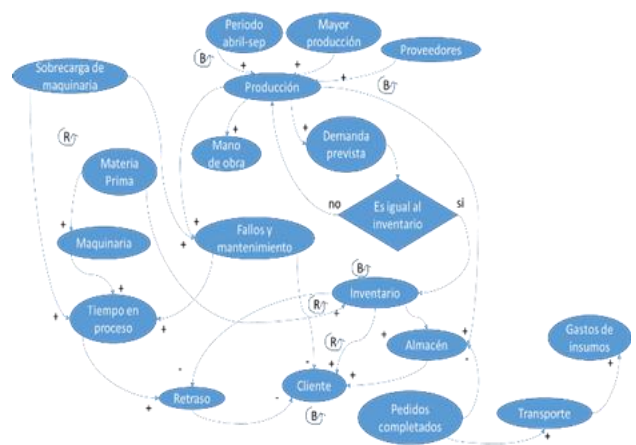 Periodo
abril-sep
Mayor
producción
Proveedores
B
+
+
+
Sobrecarga de
maquinaria
Producción
B
R
+
Mano
de obra
+
Demanda
prevista
Materia
Prima
no
Es igual al
inventario
si
+
Maquinaria
+
+
Fallos y
mantenimiento
B
Inventario
+
R
+
+
Tiempo en
proceso
+
R
+
Almacén
+
-
Gastos de
insumos
+
-
-
+
+
Retraso
+
-
Cliente
B
Pedidos
completados
+
Transporte